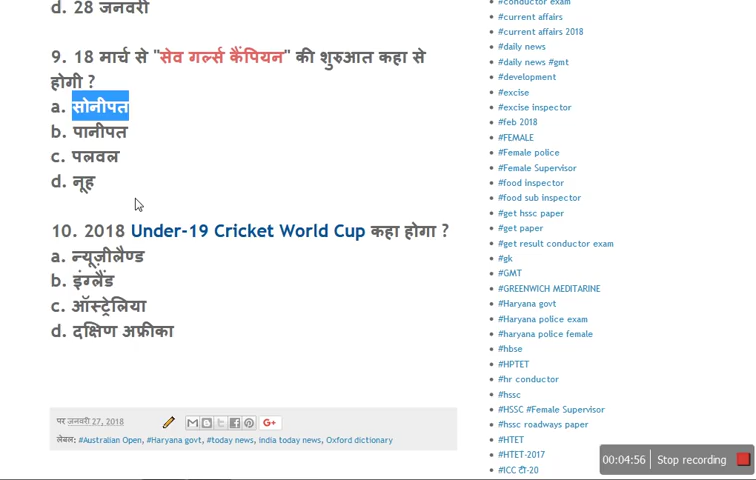 d. 28 जनवरी
9. 18 मार्च से "सेव गर्ल्स कैंपियन" की शुरुआत कहा से
होगी ?
a. सोनीपत
b. पानीपत
c. पलवल
d. नूह
10. 2018 Under-19 Cricket World Cup कहा होगा ?
a. न्यूज़ीलैण्ड
b. इंग्लैंड
c. ऑस्ट्रेलिया
d. दक्षिण अफ्रीका
पर जनवरी 27, 2018
G+
लेबल: #Australian Open, #Haryana govt, #today news, india today news, Oxford dictionary
#conductor exam
#current affairs
#current affairs 2018
#daily news
#daily news #gmt
#development
#excise
#excise inspector
#feb 2018
#FEMALE
#Female police
#Female Supervisor
#food inspector
#food sub inspector
#get hssc paper
#get paper
#get result conductor exam
#gk
#GMT
#GREENWICH MEDITARINE
#Haryana govt
#Haryana police exam
#haryana police female
#hbse
#HPTET
#hr conductor
#hssc
#HSSC #Female Supervisor
#hssc roadways paper
#HTET
#HTET-2017
#ICC टी-20
00:04:56 Stop recording